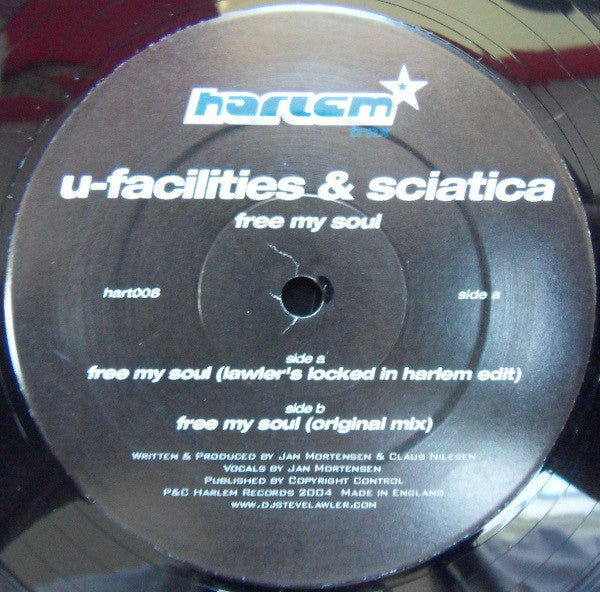 harlem
trax
u-facilities & sciatica
free my soul
hart008
side a
side a
free my soul (lawler's locked in harlem edit)
side b
free my soul (original mix)
Written & Produced by Jan Mortensen & Claus Nilesen
Vocals by Jan Mortensen
Published by Copyright Control
P&C Harlem Records 2004 Made in England
www.djstevelawler.com